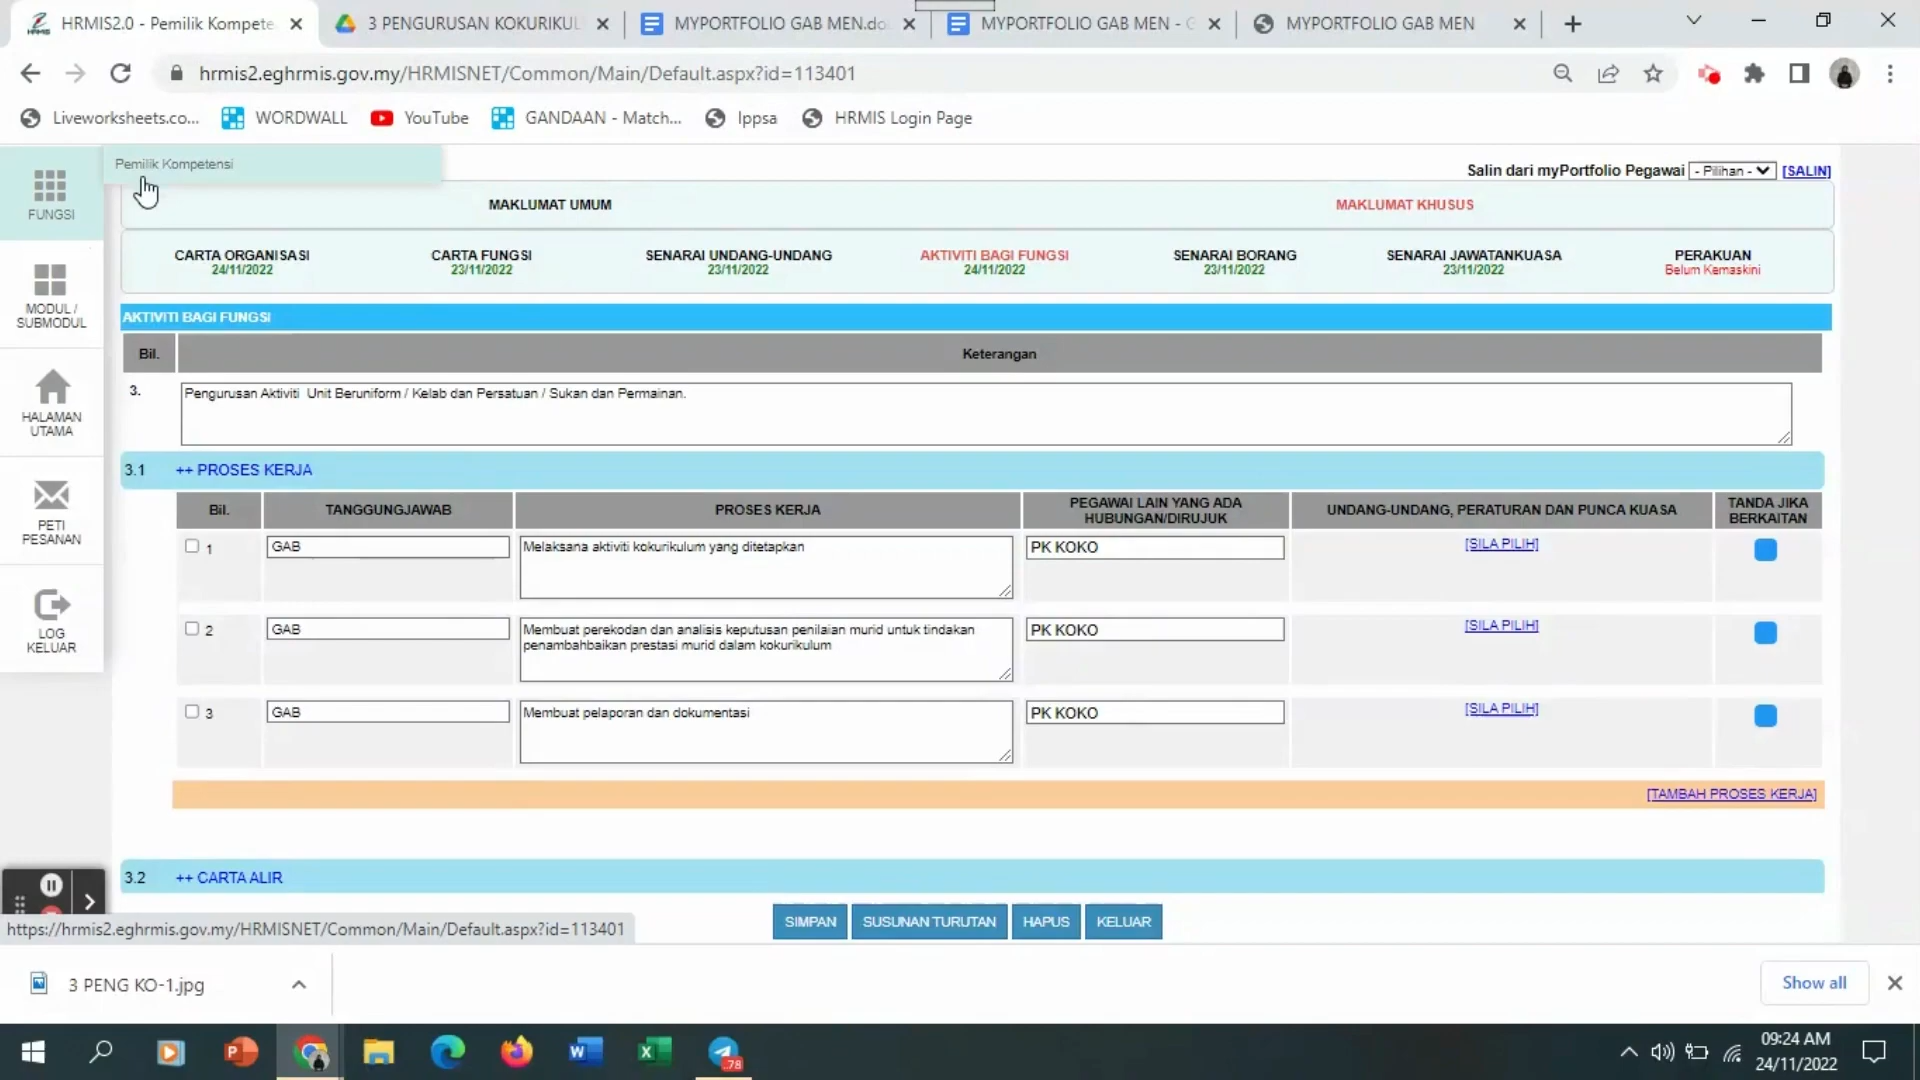 HRMIS2.0 - Pemilik Kompete
3 PENGURUSAN KOKURIKUL
MYPORTFOLIO GAB MEN.do
MYPORTFOLIO GAB MEN - G
MYPORTFOLIO GAB MEN
hrmis2.eghrmis.gov.my/HRMISNET/Common/Main/Default.aspx?id=113401
Liveworksheets.co...
WORDWALL
YouTube
GANDAAN - Match...
Ippsa
HRMIS Login Page
Pemilik Kompetensi
FUNGSI
MODUL /
SUBMODUL
HALAMAN
UTAMA
PETI
PESANAN
LOG
KELUAR
Salin dari myPortfolio Pegawai - Pilihan - [SALIN]
MAKLUMAT UMUM
MAKLUMAT KHUSUS
CARTA ORGANISASI
24/11/2022
CARTA FUNGSI
23/11/2022
SENARAI UNDANG-UNDANG
23/11/2022
AKTIVITI BAGI FUNGSI
24/11/2022
SENARAI BORANG
23/11/2022
SENARAI JAWATANKUASA
23/11/2022
PERAKUAN
Belum Kemaskini
AKTIVITI BAGI FUNGSI
Bil. Keterangan
3. Pengurusan Aktiviti Unit Beruniform / Kelab dan Persatuan / Sukan dan Permainan.
3.1 ++ PROSES KERJA
Bil.
TANGGUNGJAWAB
PROSES KERJA
PEGAWAI LAIN YANG ADA
HUBUNGAN/DIRUJUK
UNDANG-UNDANG, PERATURAN DAN PUNCA KUASA
TANDA JIKA
BERKAITAN
1 GAB Melaksana aktiviti kokurikulum yang ditetapkan PK KOKO [SILA PILIH]
2 GAB Membuat perekodan dan analisis keputusan penilaian murid untuk tindakan PK KOKO [SILA PILIH]
penambahbaikan prestasi murid dalam kokurikulum
3 GAB Membuat pelaporan dan dokumentasi PK KOKO [SILA PILIH]
[TAMBAH PROSES KERJA]
3.2 ++ CARTA ALIR
SIMPAN SUSUNAN TURUTAN HAPUS KELUAR
https://hrmis2.eghrmis.gov.my/HRMISNET/Common/Main/Default.aspx?id=113401
3 PENG KO-1.jpg
Show all
78
09:24 AM
24/11/2022